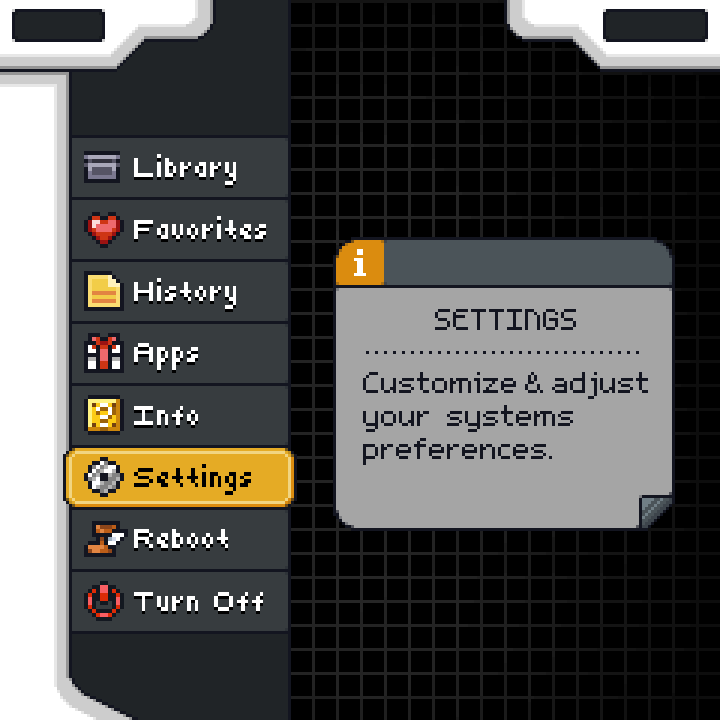 Library
Favorites
History
Apps
Info
Settings
Reboot
Turn Off
i
SETTINGS
Customize & adjust
your systems
preferences.